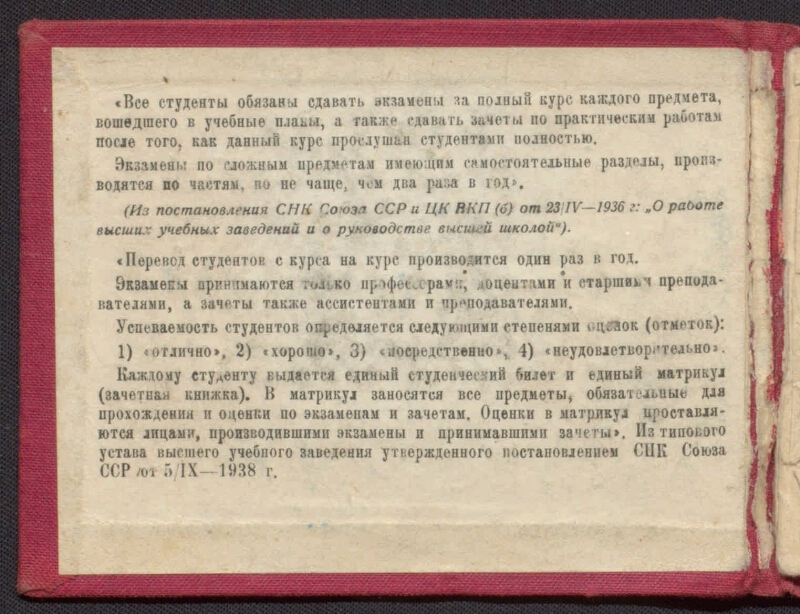 «Все студенты обязаны сдавать экзамены за полный курс каждого предмета,
вошедшего в учебные планы, а также сдавать зачеты по практическим работам
после того, как данный курс прослушан студентами полностью.
Экзамены по сложным предметам имеющим самостоятельные разделы, произ-
водятся по частям, но не чаще, чем два раза в год».
(Из постановления СНК Союза ССР и ЦК ВКП (б) от 23/IV—1936 г: „О работе
высших учебных заведений и о руководстве высшей школой“).
«Перевод студентов с курса на курс производится один раз в год.
Экзамены принимаются только профессорами, доцентами и старшими препода-
вателями, а зачеты также ассистентами и преподавателями.
Успеваемость студентов определяется следующими степенями оценок (отметок):
1) «отлично», 2) «хорошо», 3) «посредственно», 4) «неудовлетворительно».
Каждому студенту выдается единый студенческий билет и единый матрикул
(зачетная книжка). В матрикул заносятся все предметы, обязательные для
прохождения и оценки по экзаменам и зачетам. Оценки в матрикул проставля-
ются лицами, производившими экзамены и принимавшими зачеты». Из типового
устава высшего учебного заведения утвержденного постановлением СНК Союза
ССР от 5/IX—1938 г.